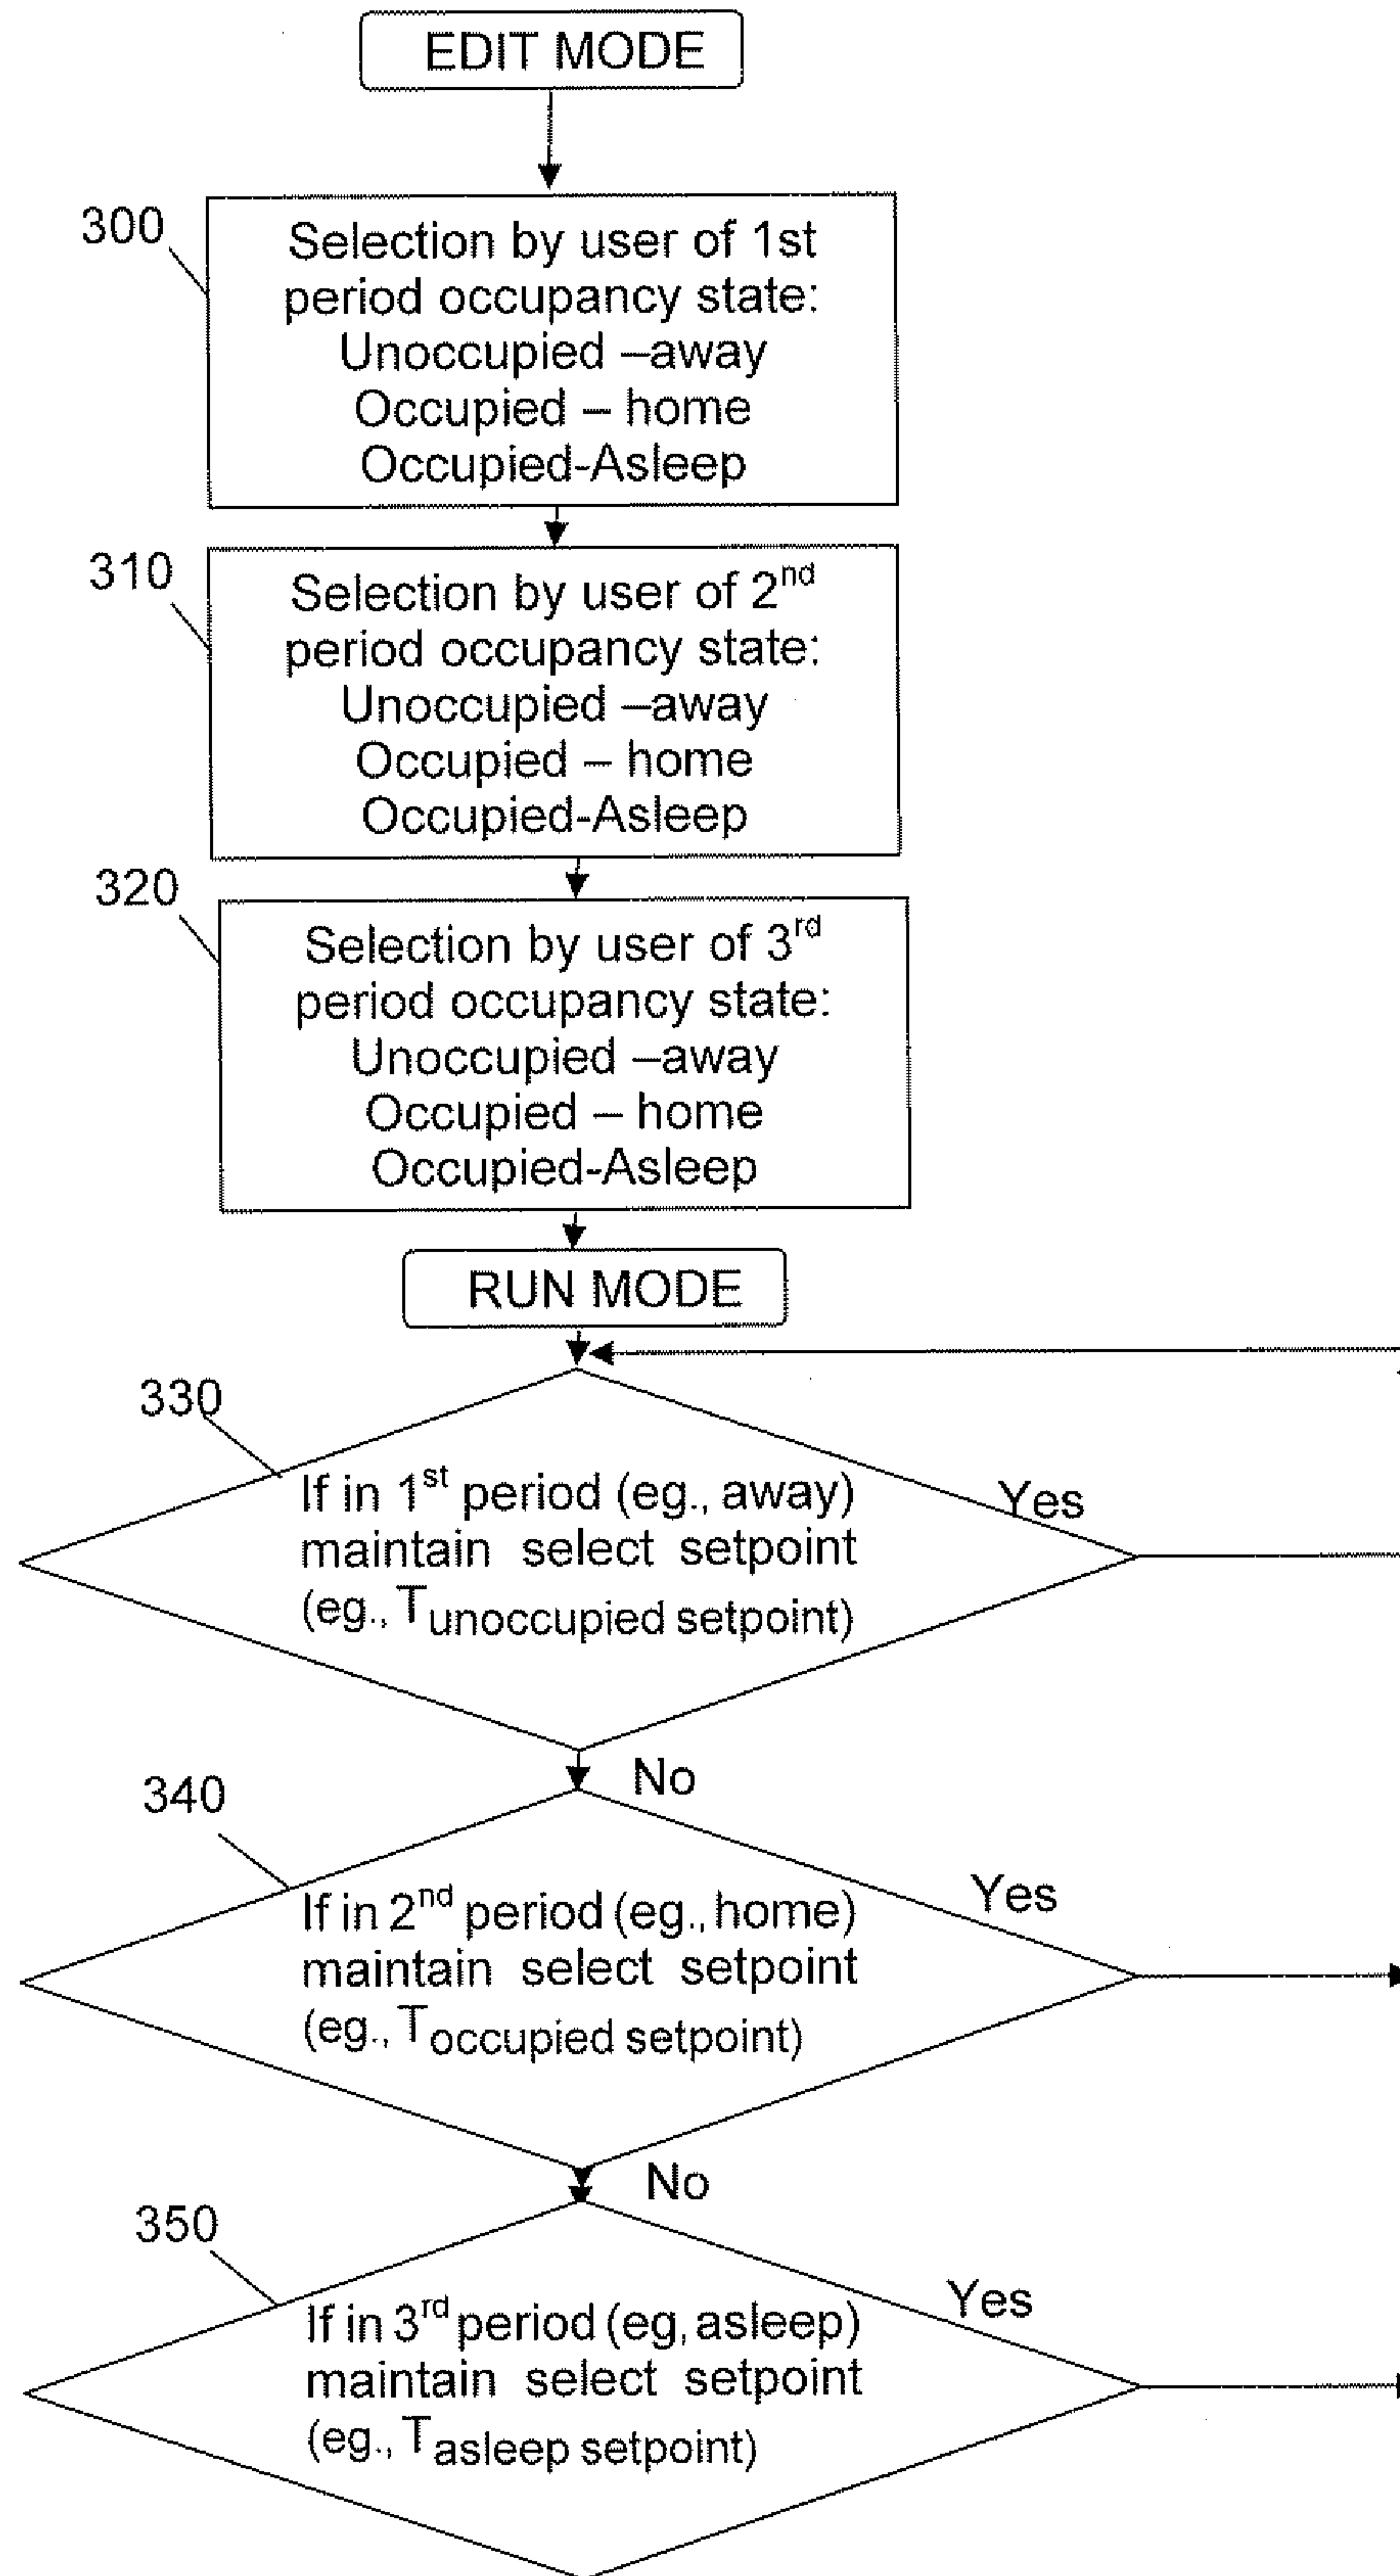 EDIT MODE
300
Selection by user of 1st
period occupancy state:
Unoccupied –away
Occupied – home
Occupied-Asleep
310
Selection by user of 2nd
period occupancy state:
Unoccupied –away
Occupied – home
Occupied-Asleep
320
Selection by user of 3rd
period occupancy state:
Unoccupied –away
Occupied – home
Occupied-Asleep
RUN MODE
330
If in 1st period (eg., away)
maintain select setpoint
(eg., Tunoccupied setpoint)
Yes
No
340
If in 2nd period (eg., home)
maintain select setpoint
(eg., Toccupied setpoint)
Yes
No
350
If in 3rd period (eg, asleep)
maintain select setpoint
(eg., Tasleep setpoint)
Yes